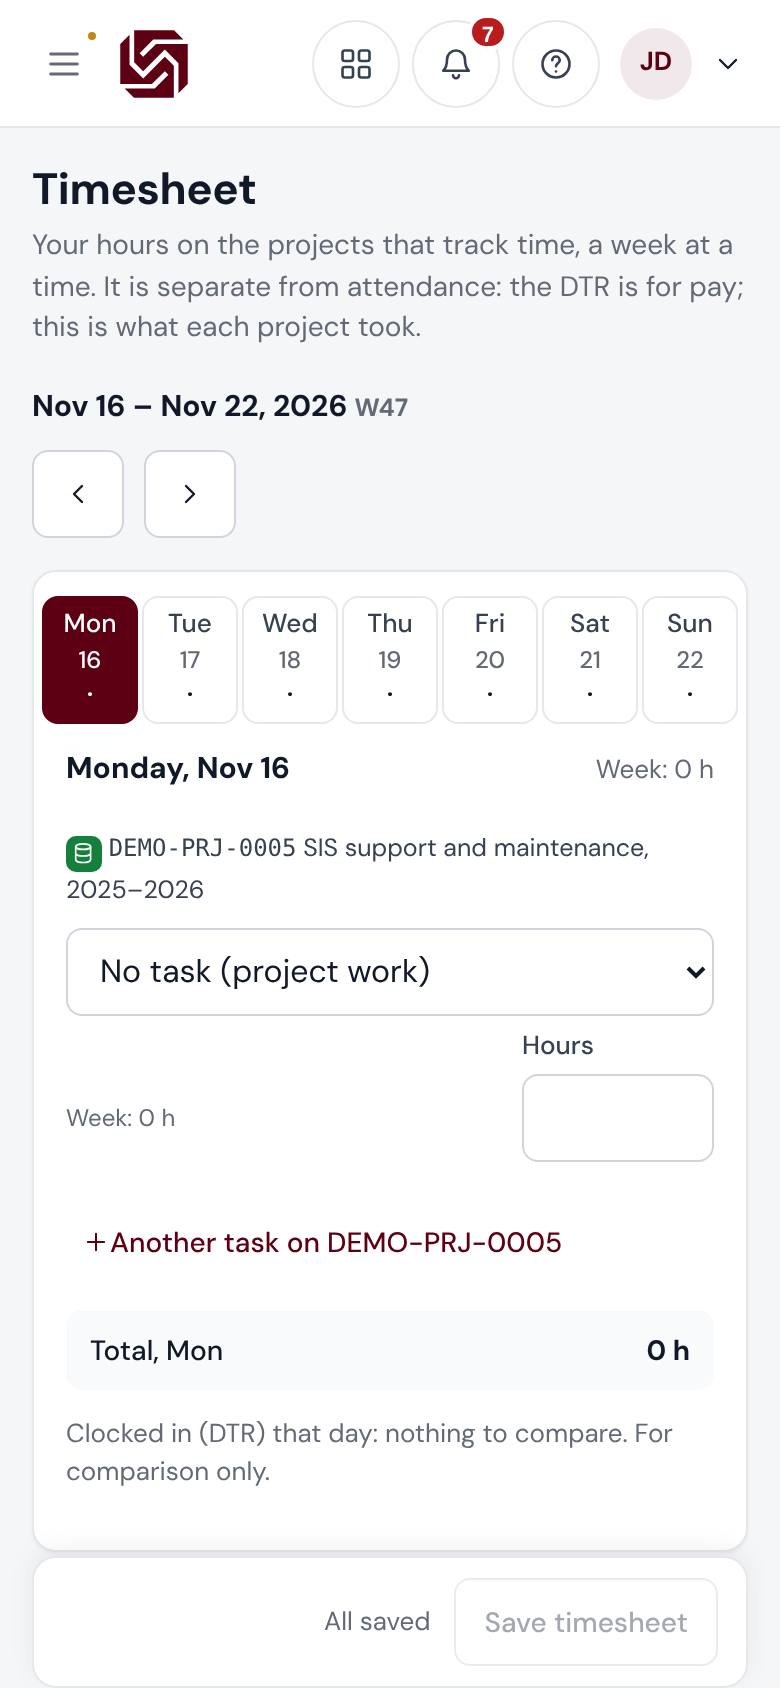 7
JD
Timesheet
Your hours on the projects that track time, a week at a
time. It is separate from attendance: the DTR is for pay;
this is what each project took.
Nov 16 – Nov 22, 2026 W47
Mon Tue Wed Thu Fri Sat Sun
16 17 18 19 20 21 22
· · · · · · ·
Monday, Nov 16 Week: 0 h
DEMO-PRJ-0005 SIS support and maintenance,
2025–2026
No task (project work)
Hours
Week: 0 h
+ Another task on DEMO-PRJ-0005
Total, Mon 0 h
Clocked in (DTR) that day: nothing to compare. For
comparison only.
All saved Save timesheet